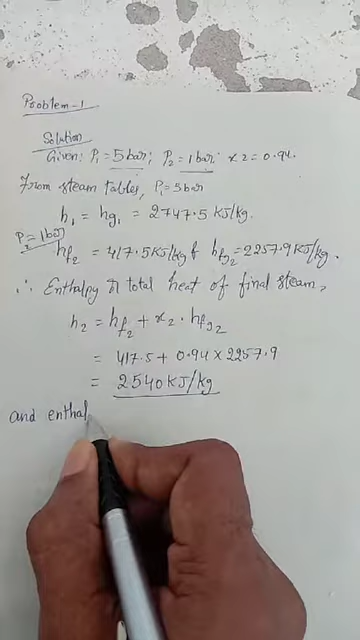 Problem-1
Solution
Given: P₁ = 5 bar; P₂ = 1 bar; x2 = 0.94.
From steam tables, P₁ = 5 bar
h₁ = hg₁ = 2747.5 KJ/kg.
P₂ = 1 bar
hf₂ = 417.5 KJ/kg & hfg₂ = 2257.9 KJ/kg.
∴ Enthalpy or total heat of final steam,
h₂ = hf₂ + x₂ . hfg₂
= 417.5 + 0.94 × 2257.9
= 2540 KJ/kg
and enthal